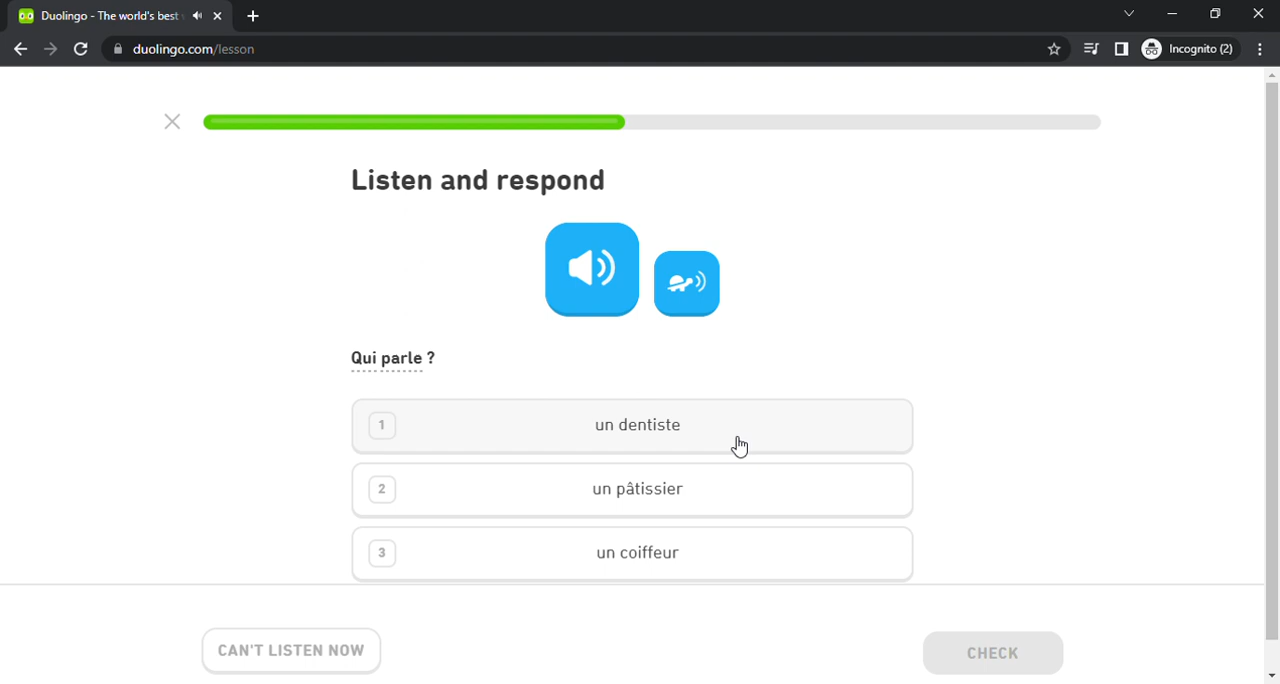 Duolingo - The world's best
duolingo.com/lesson
Incognito (2)
Listen and respond
Qui parle ?
1 un dentiste
2 un pâtissier
3 un coiffeur
CAN'T LISTEN NOW
CHECK